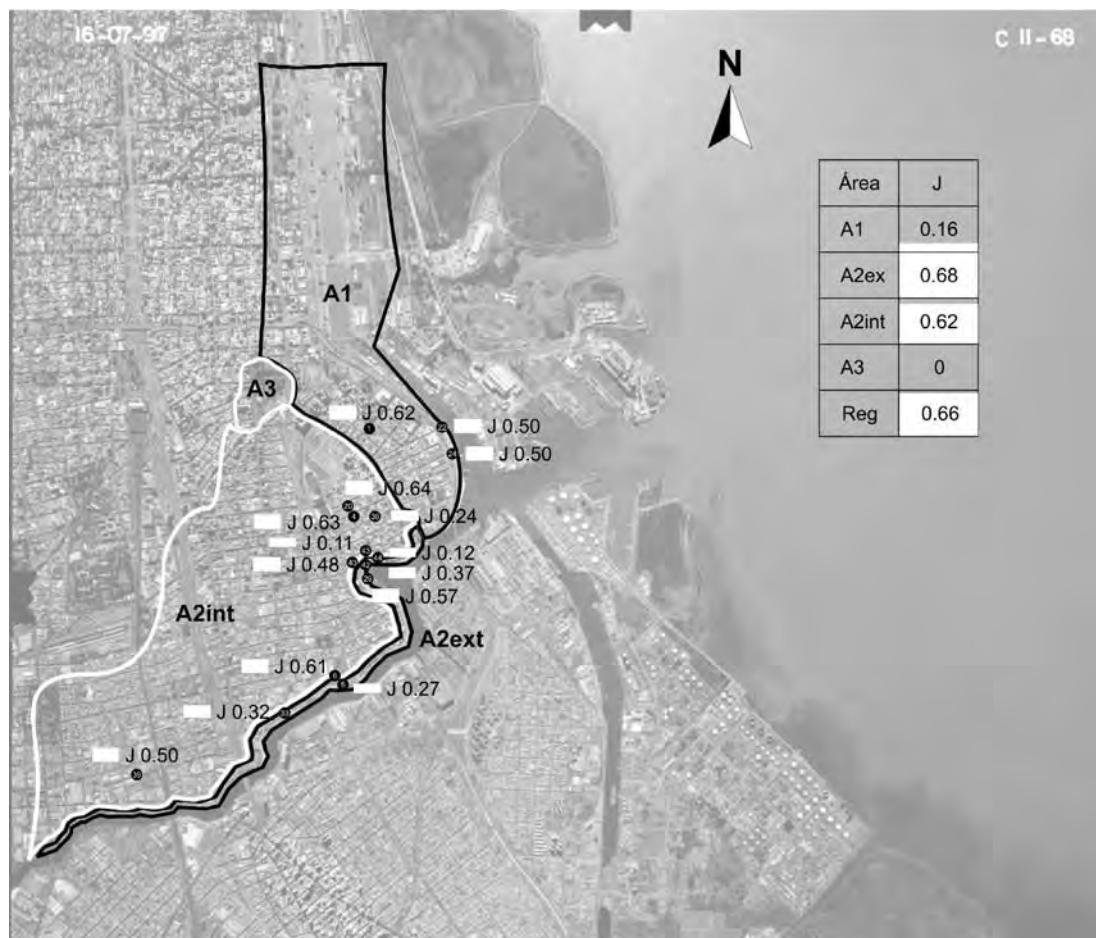 16-07-97
C II-68
N
Área J
A1 0.16
A2ex 0.68
A2int 0.62
A3 0
Reg 0.66
A1
A3
J 0.62
1
J 0.50
J 0.50
J 0.64
J 0.63
J 0.24
J 0.11
J 0.12
J 0.48
J 0.37
J 0.57
A2int
A2ext
J 0.61
J 0.27
J 0.32
J 0.50